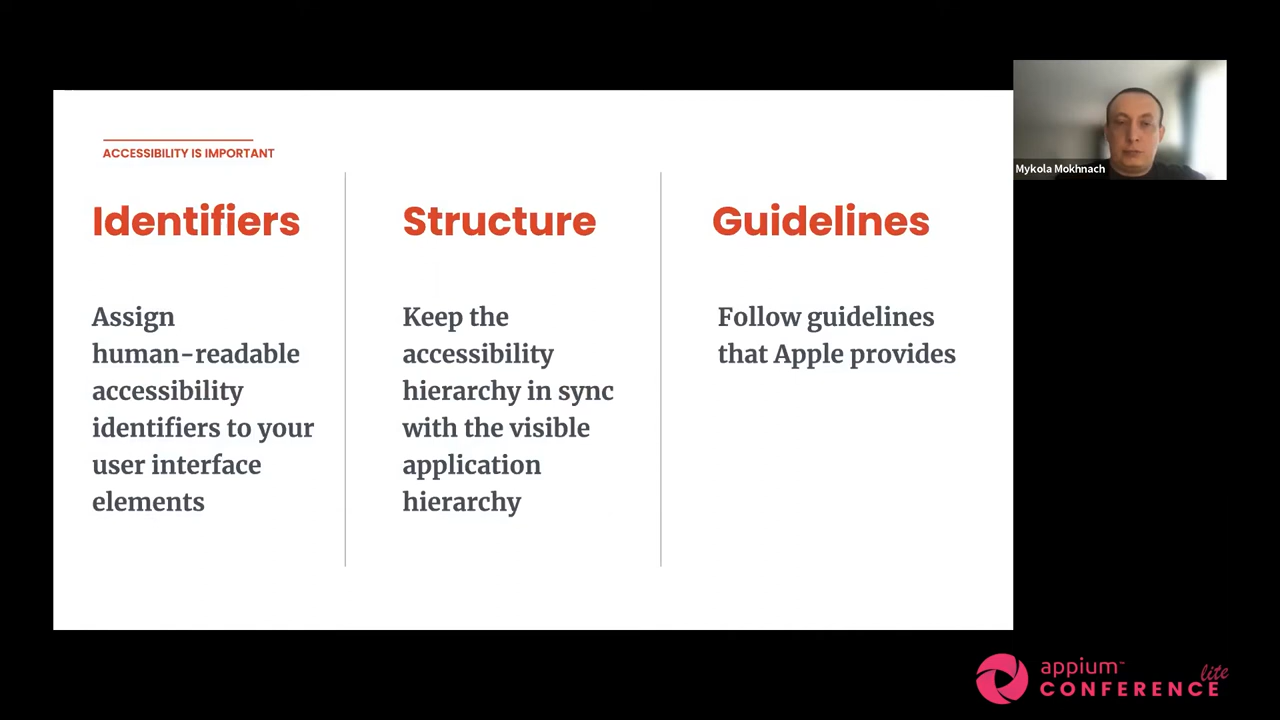 ACCESSIBILITY IS IMPORTANT
Identifiers
Assign
human-readable
accessibility
identifiers to your
user interface
elements
Structure
Keep the
accessibility
hierarchy in sync
with the visible
application
hierarchy
Guidelines
Follow guidelines
that Apple provides
Mykola Mokhnach
appium™
CONFERENCE lite